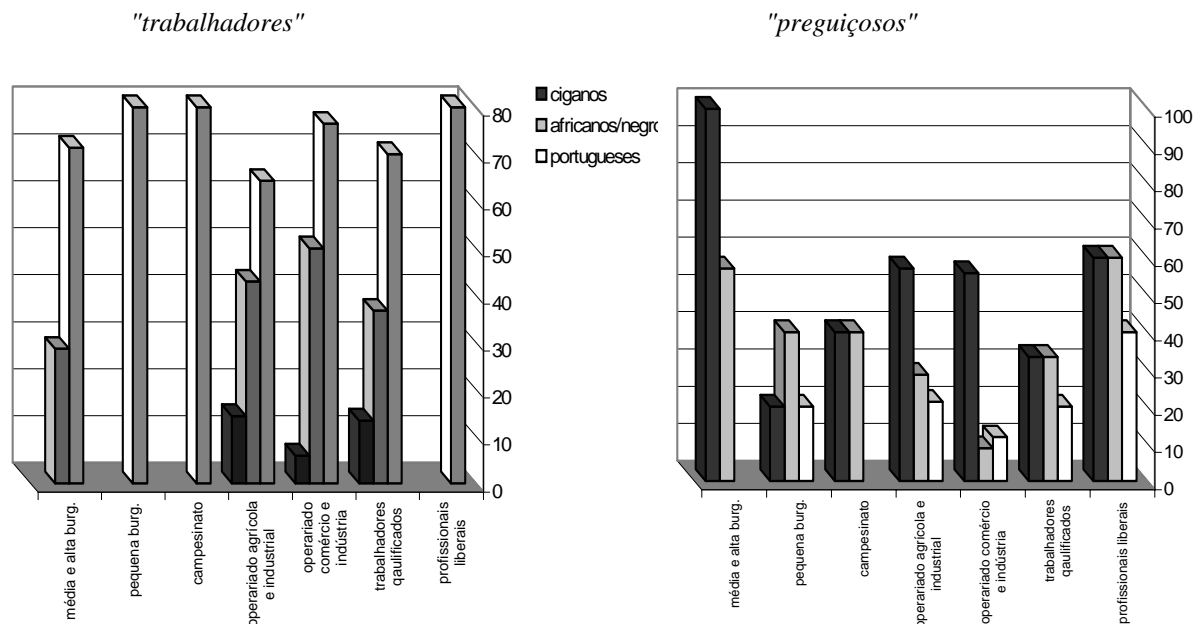 "trabalhadores"
80
70
60
50
40
30
20
10
0
média e alta burg.
pequena burg.
campesinato
operariado agrícola
e industrial
operariado
comércio e
indústria
trabalhadores
qaulificados
profissionais
liberais
ciganos
africanos/negro
portugueses
"preguiçosos"
100
90
80
70
60
50
40
30
20
10
0
média e alta burg.
pequena burg.
campesinato
operariado agrícola e
industrial
operariado comércio
e indústria
trabalhadores
qaulificados
profissionais liberais